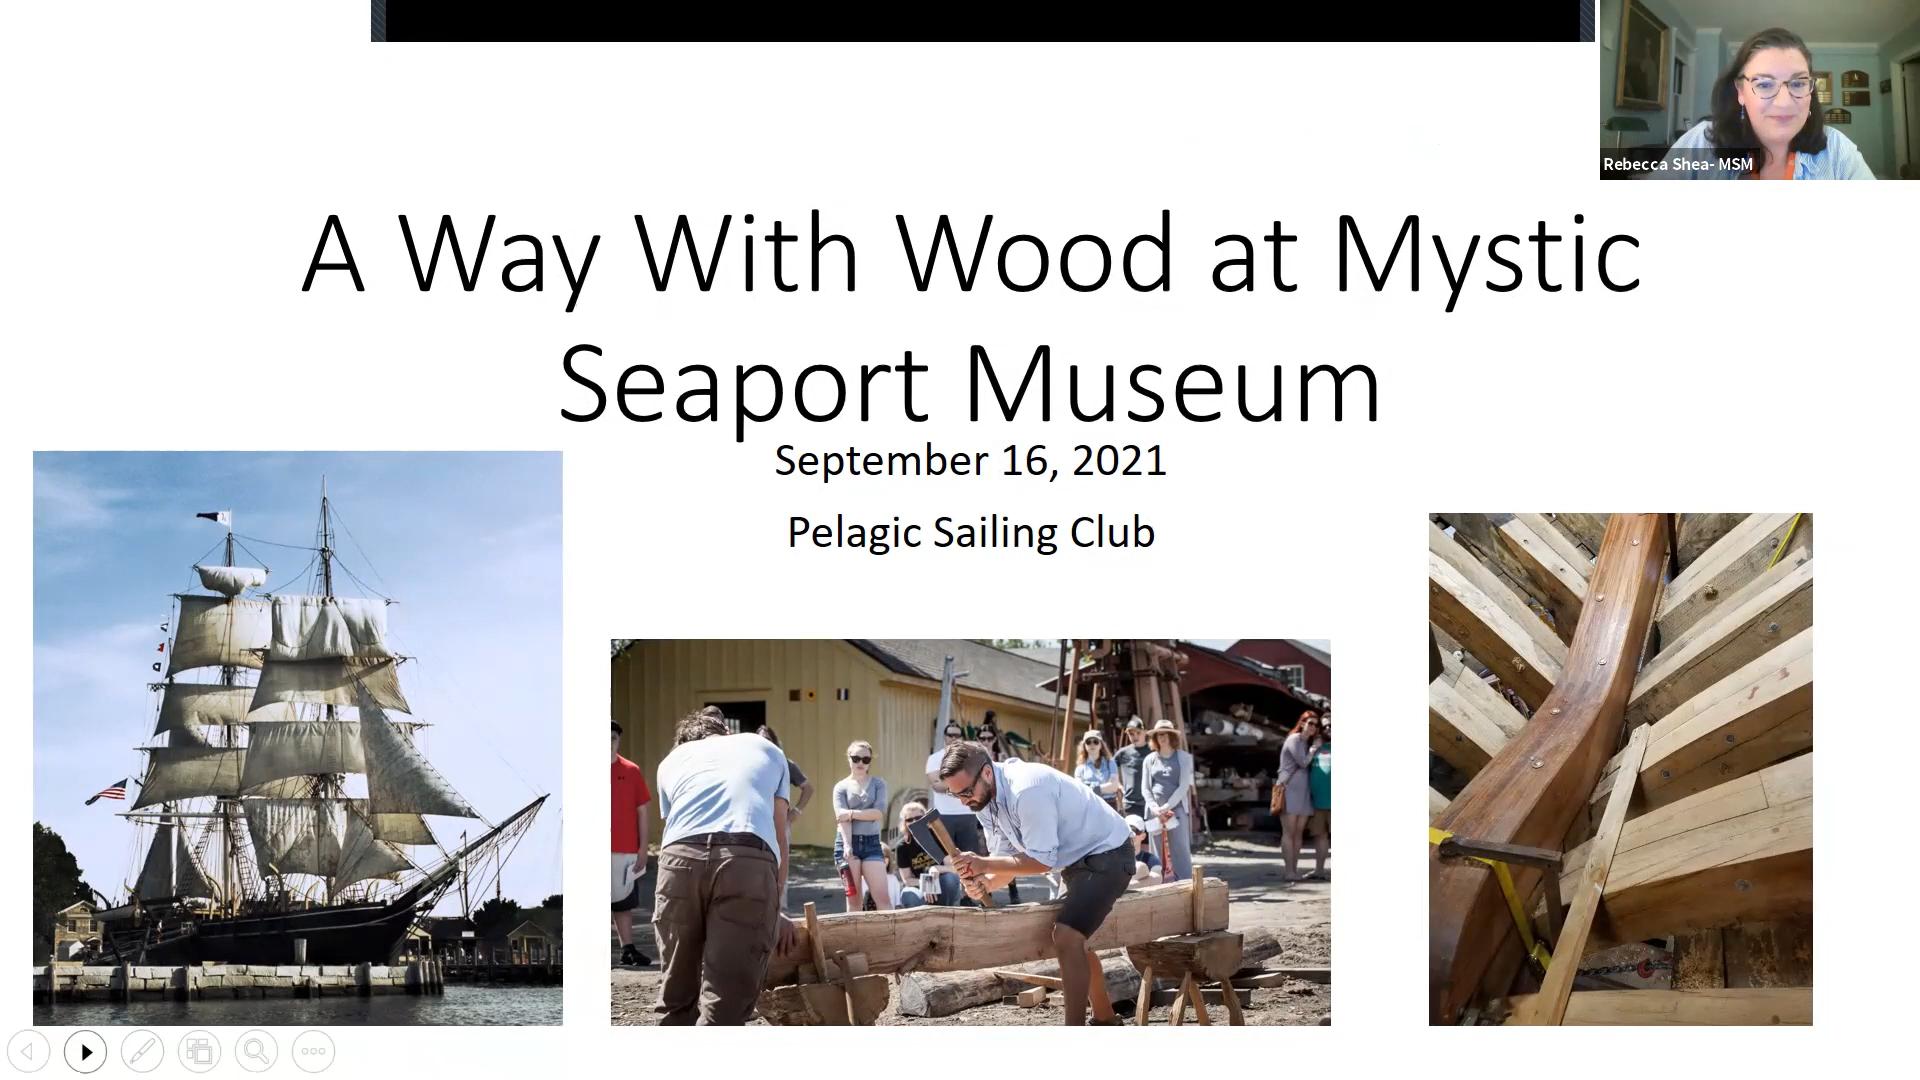 Rebecca Shea- MSM
A Way With Wood at Mystic
Seaport Museum
September 16, 2021
Pelagic Sailing Club